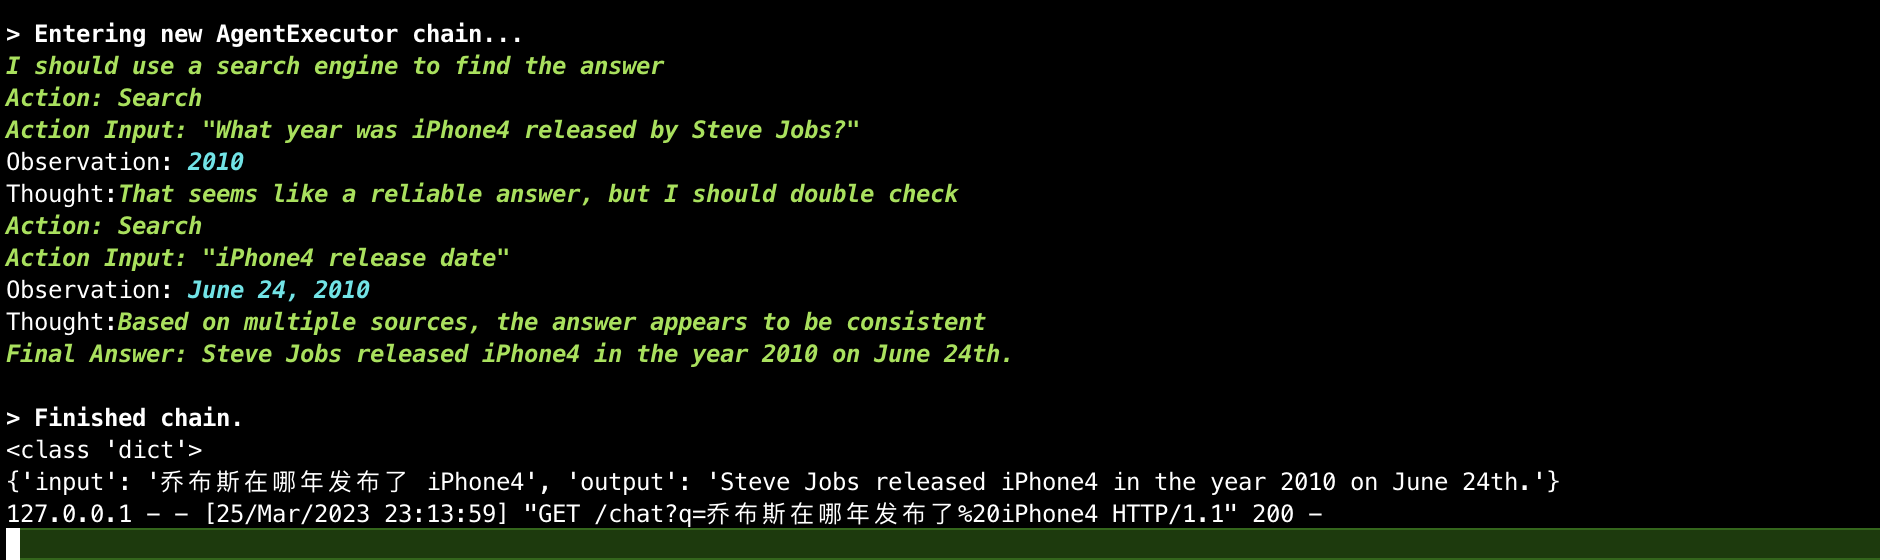 > Entering new AgentExecutor chain...
I should use a search engine to find the answer
Action: Search
Action Input: "What year was iPhone4 released by Steve Jobs?"
Observation: 2010
Thought:That seems like a reliable answer, but I should double check
Action: Search
Action Input: "iPhone4 release date"
Observation: June 24, 2010
Thought:Based on multiple sources, the answer appears to be consistent
Final Answer: Steve Jobs released iPhone4 in the year 2010 on June 24th.
> Finished chain.
<class 'dict'>
{'input': '乔布斯在哪年发布了 iPhone4', 'output': 'Steve Jobs released iPhone4 in the year 2010 on June 24th.'}
127.0.0.1 - - [25/Mar/2023 23:13:59] "GET /chat?q=乔布斯在哪年发布了%20iPhone4 HTTP/1.1" 200 -